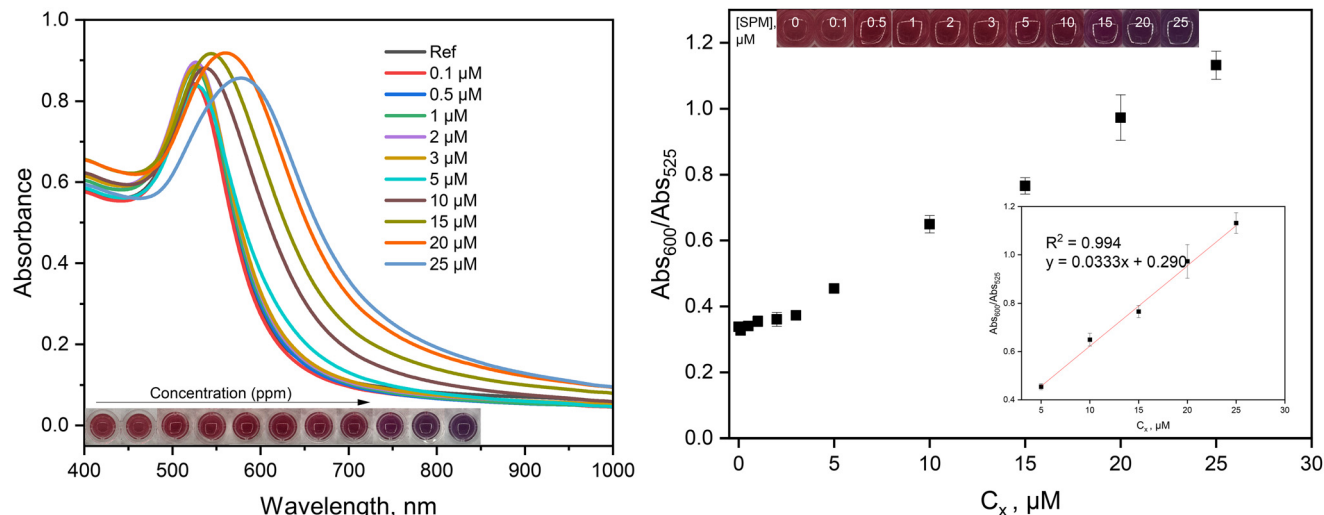 1.0
0.8
0.6
0.4
0.2
0.0
Absorbance
Ref
0.1 µM
0.5 µM
1 µM
2 µM
3 µM
5 µM
10 µM
15 µM
20 µM
25 µM
Concentration (ppm)
400 500 600 700 800 900 1000
Wavelength, nm
[SPM],
µM
0 0.1 0.5 1 2 3 5 10 15 20 25
1.2
1.0
0.8
0.6
0.4
0.2
0.0
Abs600/Abs525
R2 = 0.994
y = 0.0333x + 0.290
1.2
1.0
0.8
0.6
0.4
Abs600/Abs525
5 10 15 20 25 30
Cx , µM
0 5 10 15 20 25 30
Cx , µM